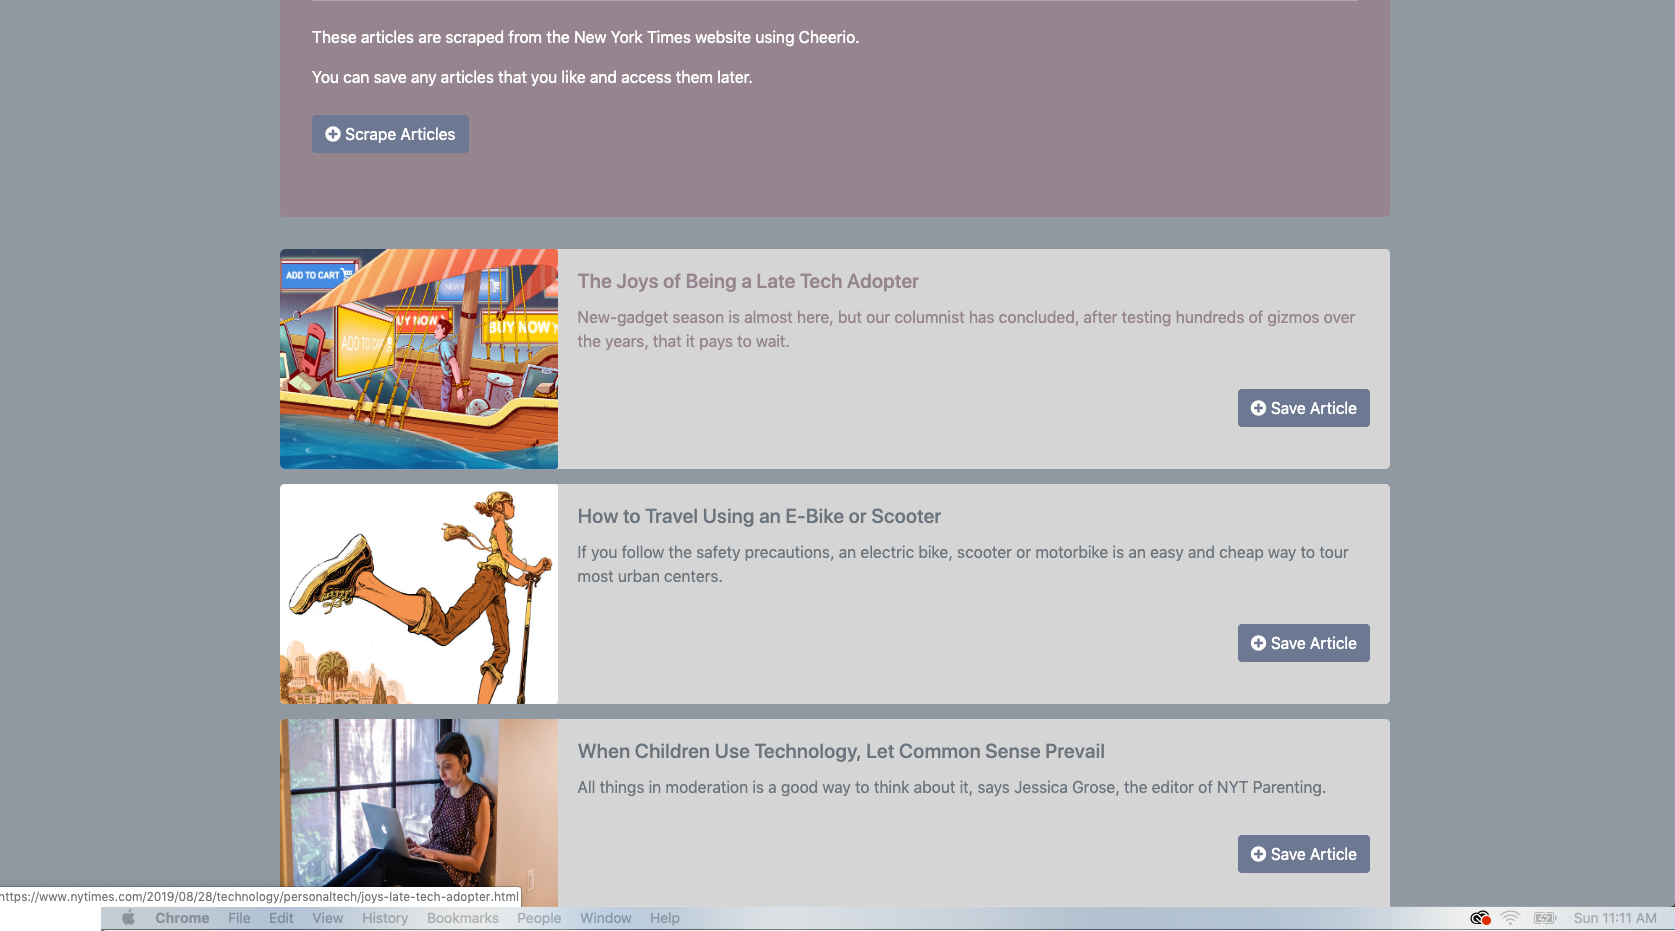 These articles are scraped from the New York Times website using Cheerio.
You can save any articles that you like and access them later.
Scrape Articles
ADD TO CART
BUY NOW
BUY NOW
ADD TO CART
The Joys of Being a Late Tech Adopter
New-gadget season is almost here, but our columnist has concluded, after testing hundreds of gizmos over
the years, that it pays to wait.
Save Article
How to Travel Using an E-Bike or Scooter
If you follow the safety precautions, an electric bike, scooter or motorbike is an easy and cheap way to tour
most urban centers.
Save Article
When Children Use Technology, Let Common Sense Prevail
All things in moderation is a good way to think about it, says Jessica Grose, the editor of NYT Parenting.
Save Article
https://www.nytimes.com/2019/08/28/technology/personaltech/joys-late-tech-adopter.html
Chrome File Edit View History Bookmarks People Window Help Sun 11:11 AM